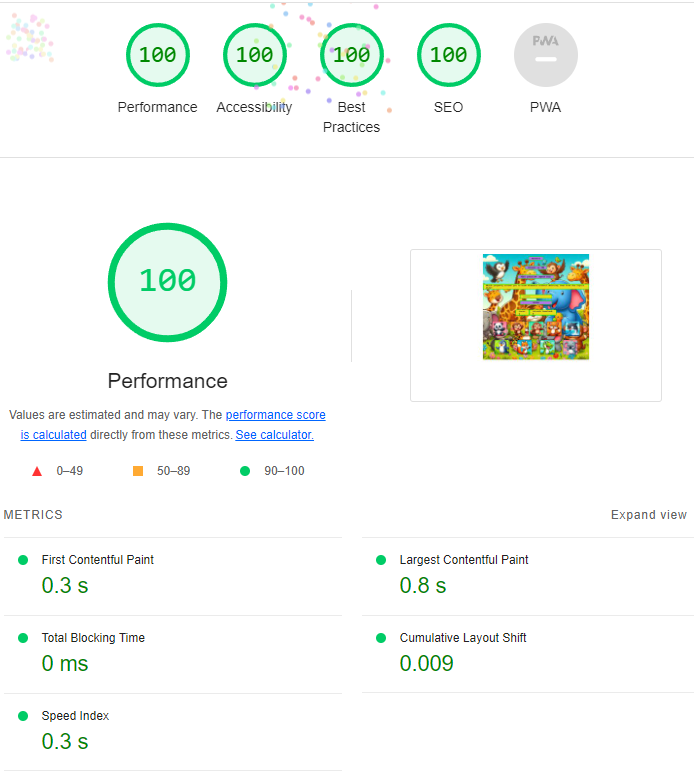 100 100 100 100 PWA
Performance Accessibility Best Practices SEO PWA
100
Performance
Values are estimated and may vary. The performance score
is calculated directly from these metrics. See calculator.
0–49 50–89 90–100
METRICS Expand view
First Contentful Paint
0.3 s
Largest Contentful Paint
0.8 s
Total Blocking Time
0 ms
Cumulative Layout Shift
0.009
Speed Index
0.3 s